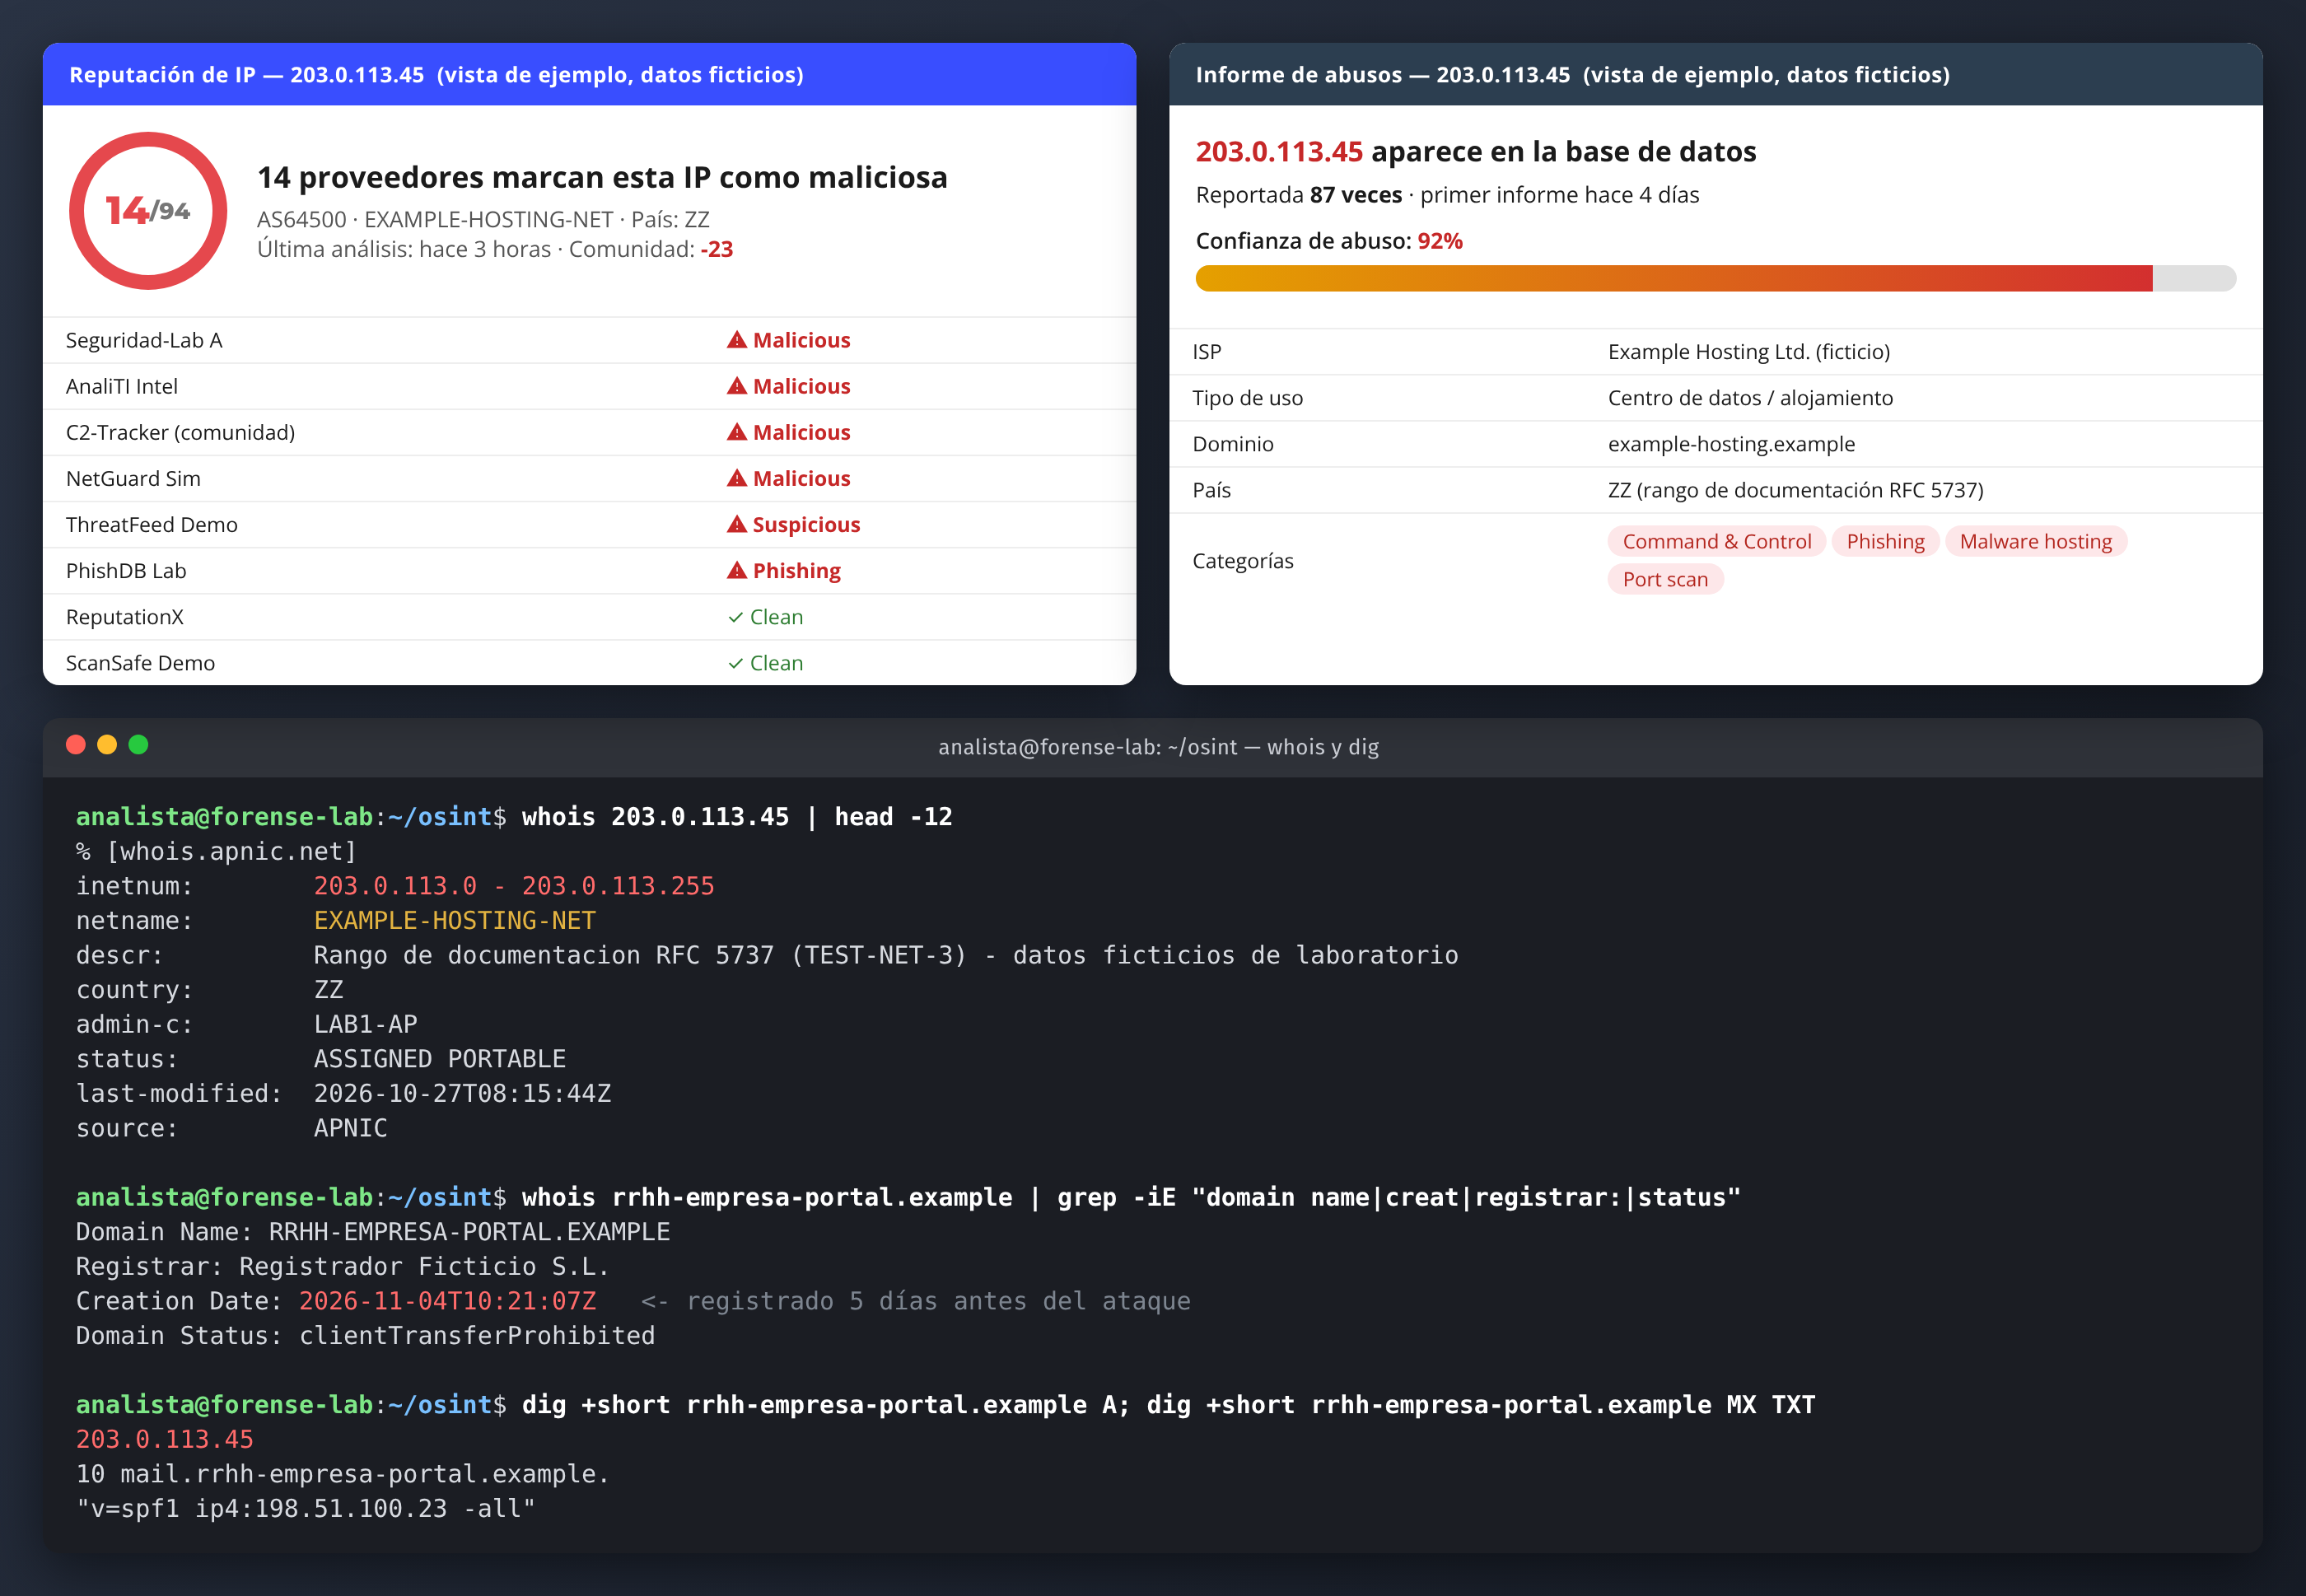 Reputación de IP — 203.0.113.45 (vista de ejemplo, datos ficticios)
14/94
14 proveedores marcan esta IP como maliciosa
AS64500 · EXAMPLE-HOSTING-NET · País: ZZ
Última análisis: hace 3 horas · Comunidad: -23
Seguridad-Lab A ⚠ Malicious
AnaliTI Intel ⚠ Malicious
C2-Tracker (comunidad) ⚠ Malicious
NetGuard Sim ⚠ Malicious
ThreatFeed Demo ⚠ Suspicious
PhishDB Lab ⚠ Phishing
ReputationX ✓ Clean
ScanSafe Demo ✓ Clean
Informe de abusos — 203.0.113.45 (vista de ejemplo, datos ficticios)
203.0.113.45 aparece en la base de datos
Reportada 87 veces · primer informe hace 4 días
Confianza de abuso: 92%
ISP Example Hosting Ltd. (ficticio)
Tipo de uso Centro de datos / alojamiento
Dominio example-hosting.example
País ZZ (rango de documentación RFC 5737)
Categorías Command & Control Phishing Malware hosting
Port scan
analista@forense-lab: ~/osint — whois y dig
analista@forense-lab:~/osint$ whois 203.0.113.45 | head -12
% [whois.apnic.net]
inetnum: 203.0.113.0 - 203.0.113.255
netname: EXAMPLE-HOSTING-NET
descr: Rango de documentacion RFC 5737 (TEST-NET-3) - datos ficticios de laboratorio
country: ZZ
admin-c: LAB1-AP
status: ASSIGNED PORTABLE
last-modified: 2026-10-27T08:15:44Z
source: APNIC
analista@forense-lab:~/osint$ whois rrhh-empresa-portal.example | grep -iE "domain name|creat|registrar:|status"
Domain Name: RRHH-EMPRESA-PORTAL.EXAMPLE
Registrar: Registrador Ficticio S.L.
Creation Date: 2026-11-04T10:21:07Z <- registrado 5 días antes del ataque
Domain Status: clientTransferProhibited
analista@forense-lab:~/osint$ dig +short rrhh-empresa-portal.example A; dig +short rrhh-empresa-portal.example MX TXT
203.0.113.45
10 mail.rrhh-empresa-portal.example.
"v=spf1 ip4:198.51.100.23 -all"